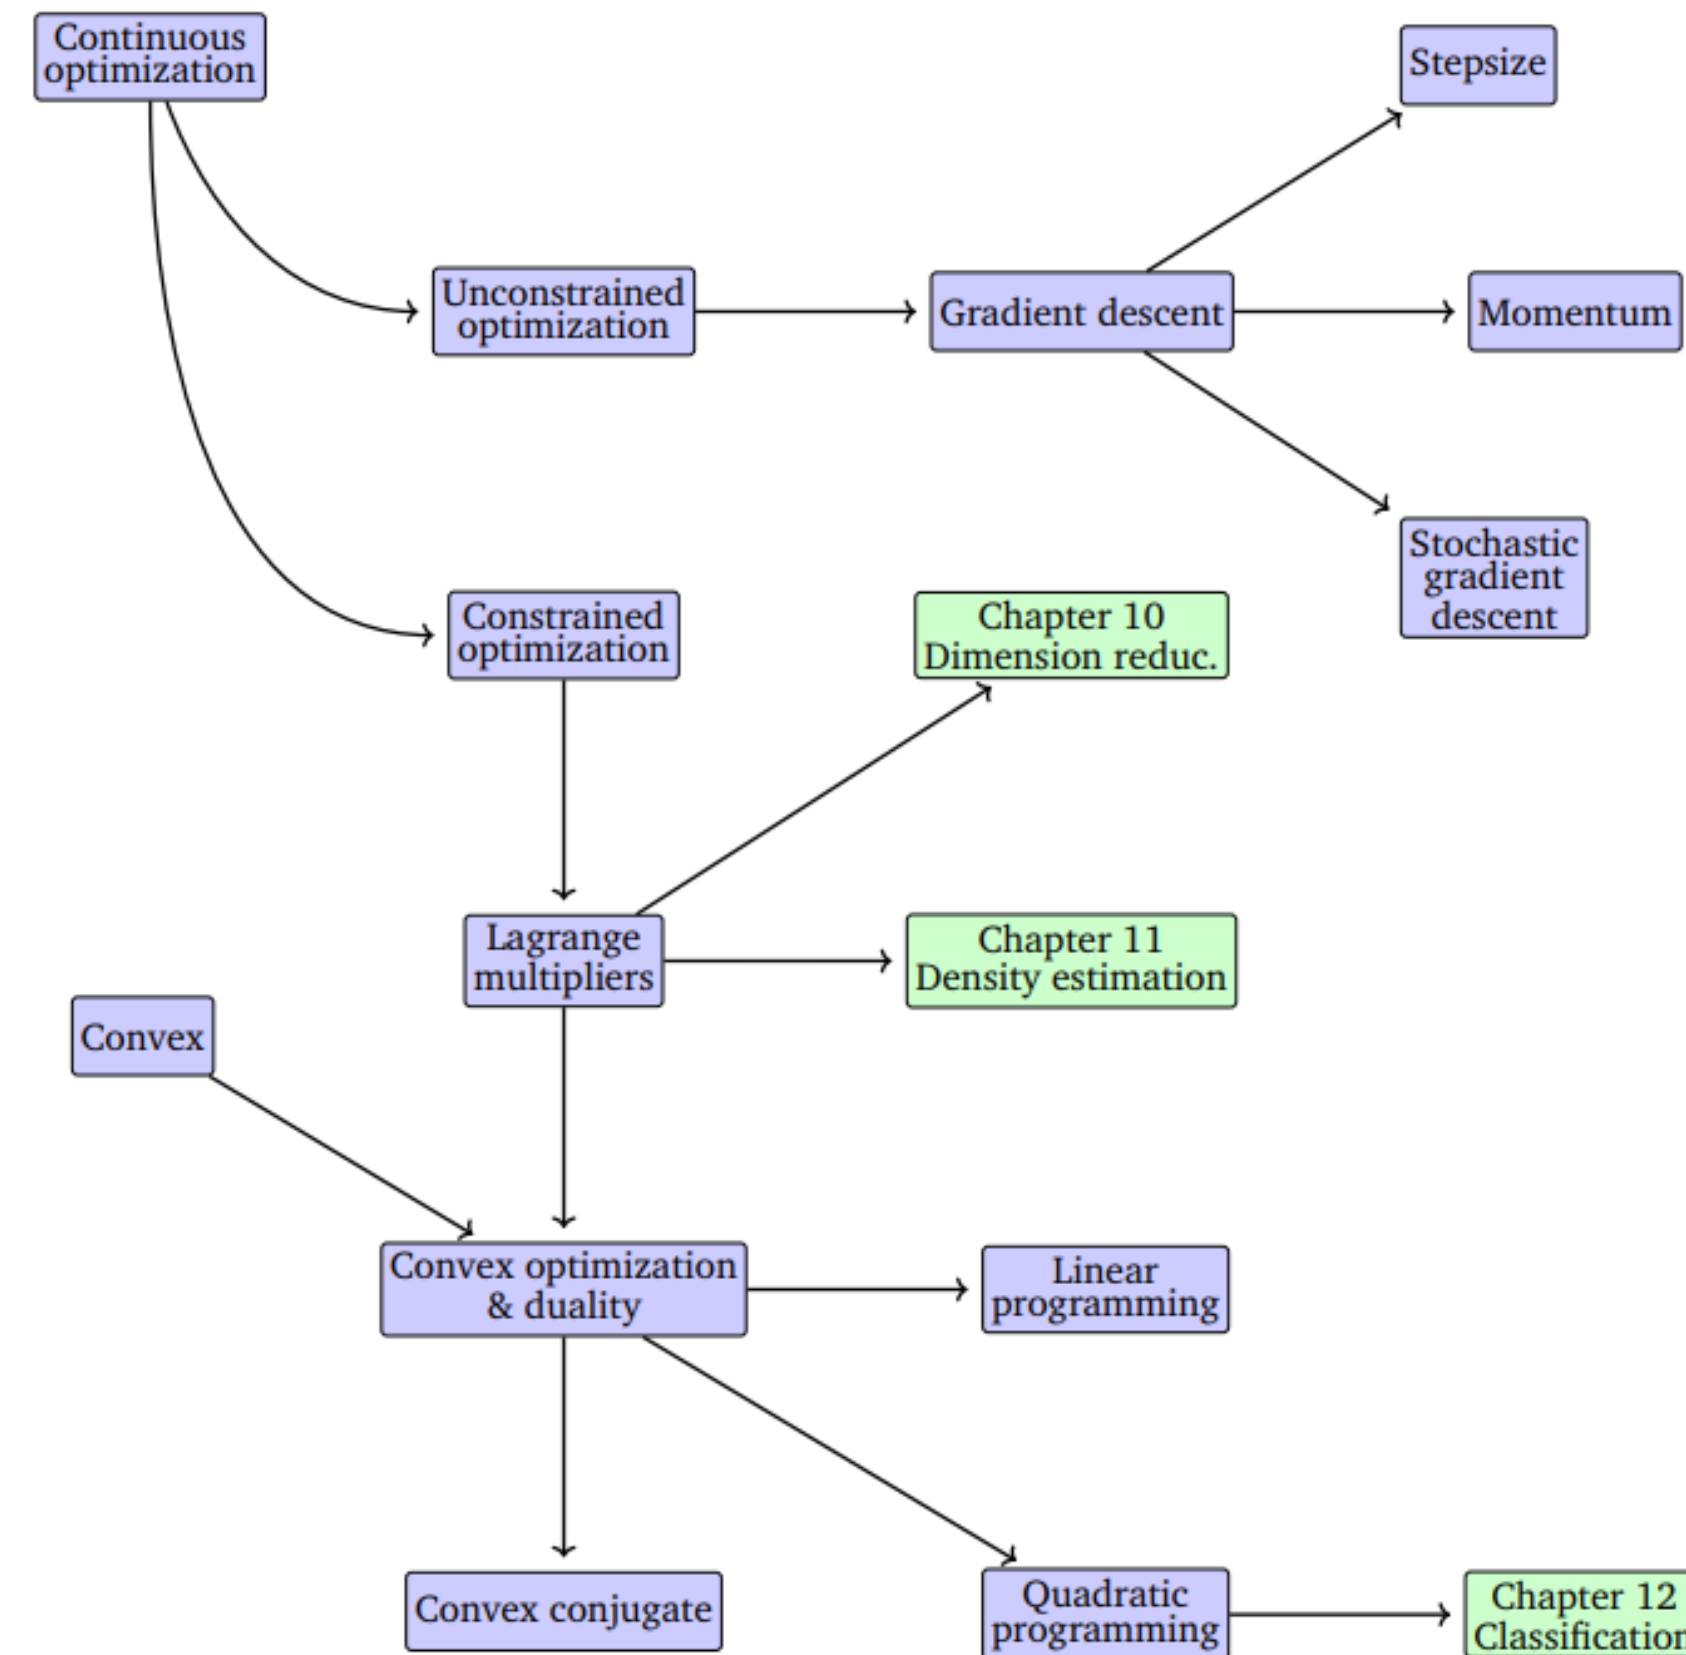 Continuous
optimization
Stepsize
Unconstrained
optimization
Gradient descent
Momentum
Stochastic
gradient
descent
Constrained
optimization
Chapter 10
Dimension reduc.
Lagrange
multipliers
Chapter 11
Density estimation
Convex
Convex optimization
& duality
Linear
programming
Convex conjugate
Quadratic
programming
Chapter 12
Classification